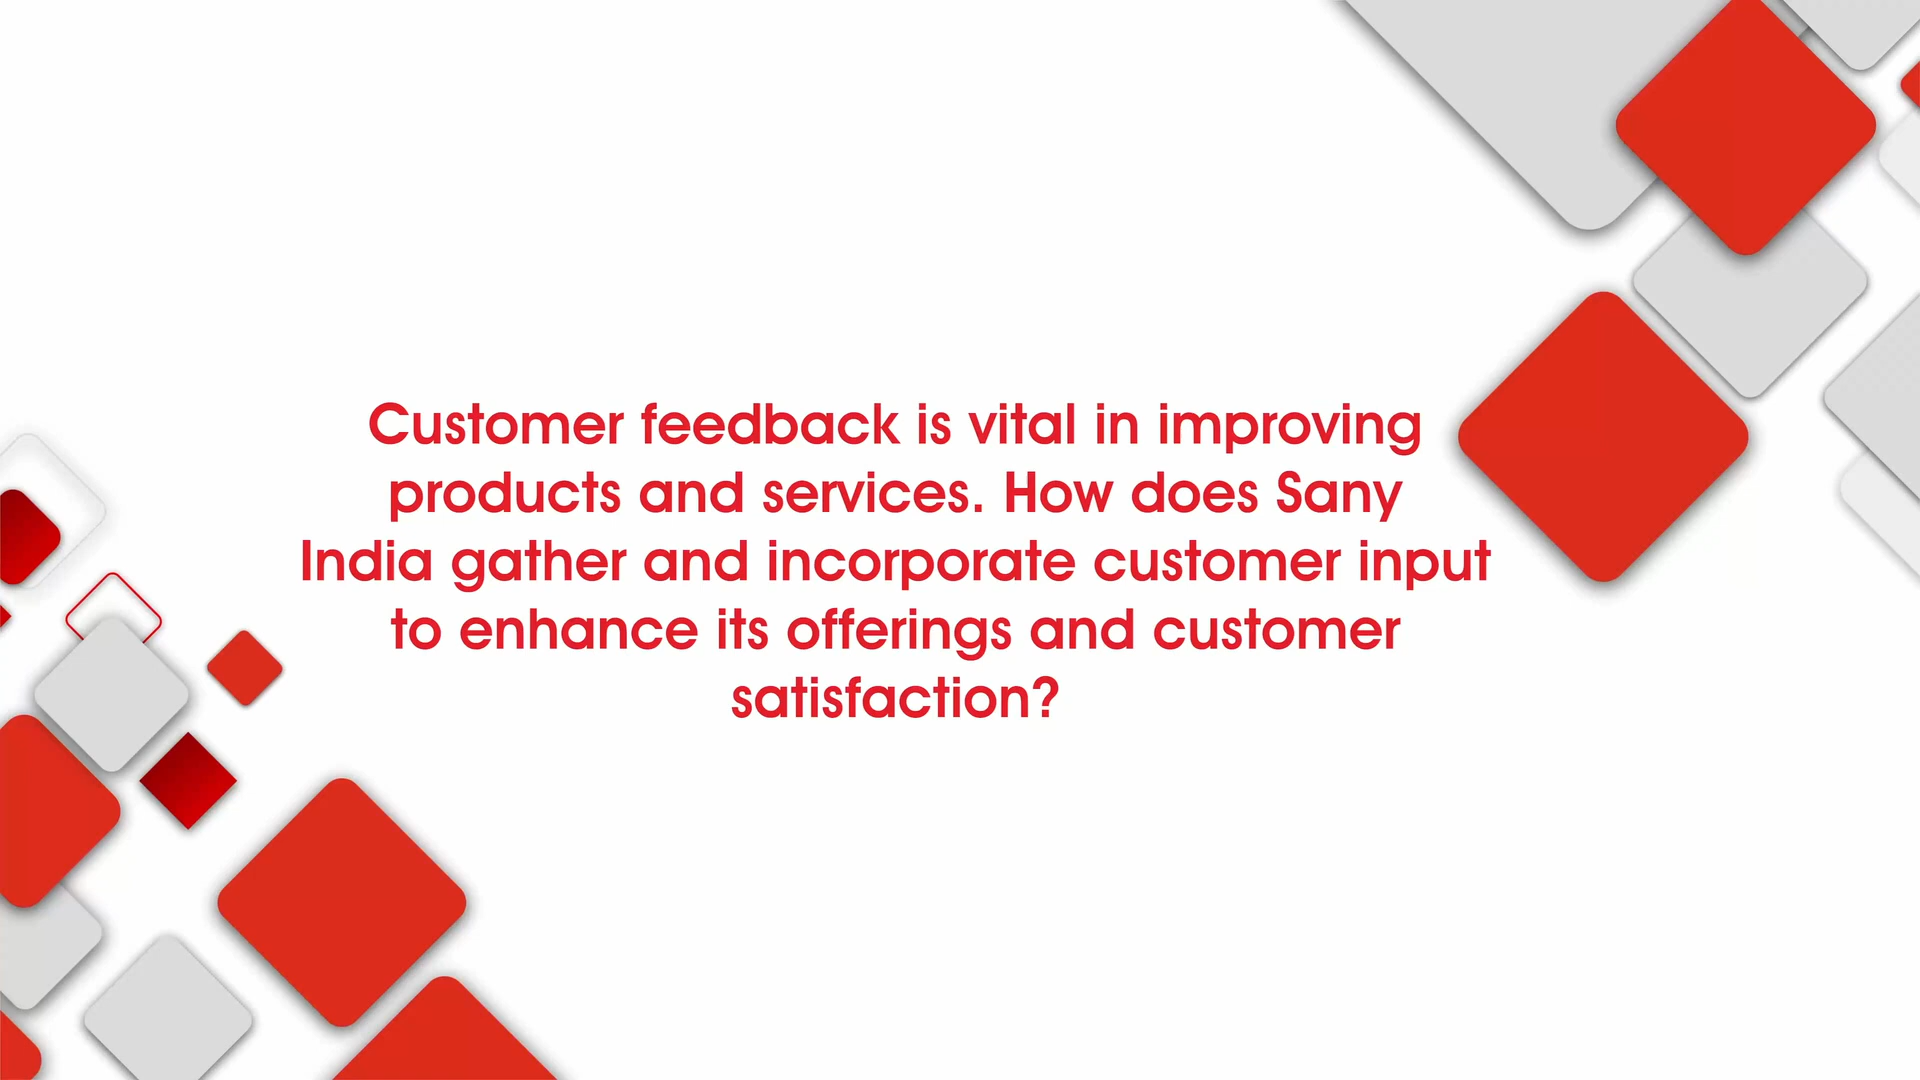 Customer feedback is vital in improving
products and services. How does Sany
India gather and incorporate customer input
to enhance its offerings and customer
satisfaction?